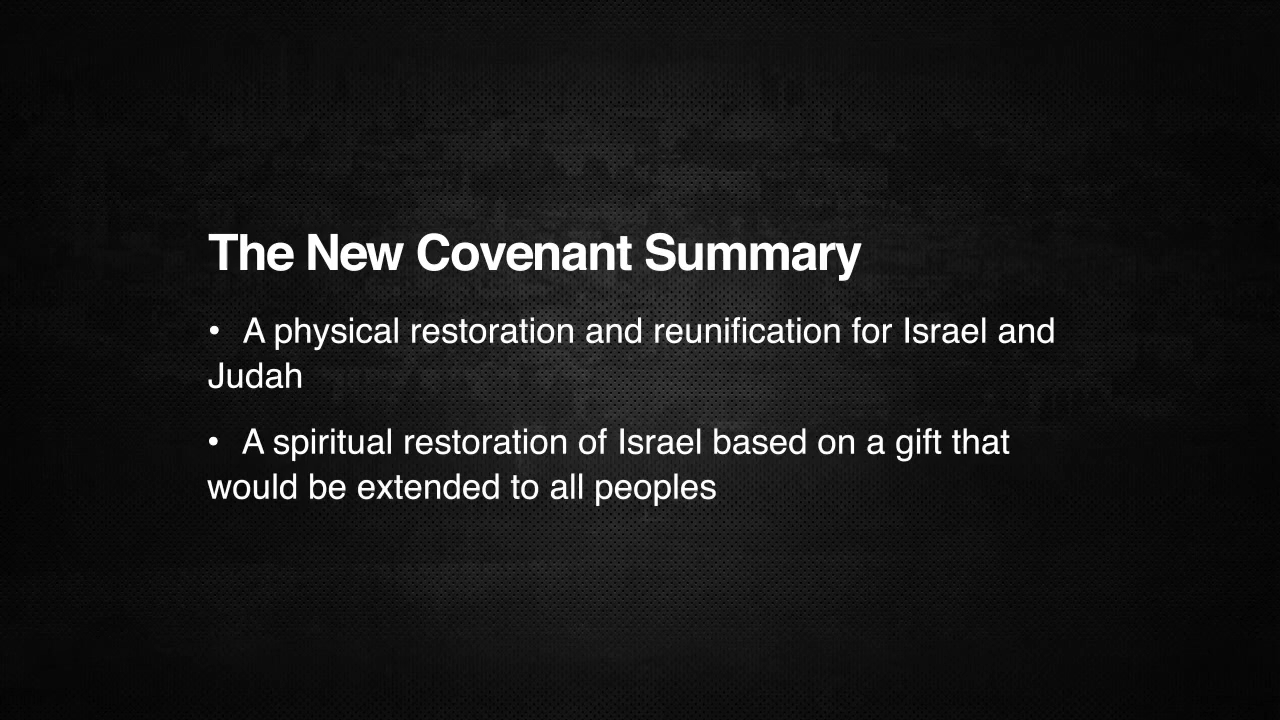 The New Covenant Summary
• A physical restoration and reunification for Israel and
Judah
• A spiritual restoration of Israel based on a gift that
would be extended to all peoples